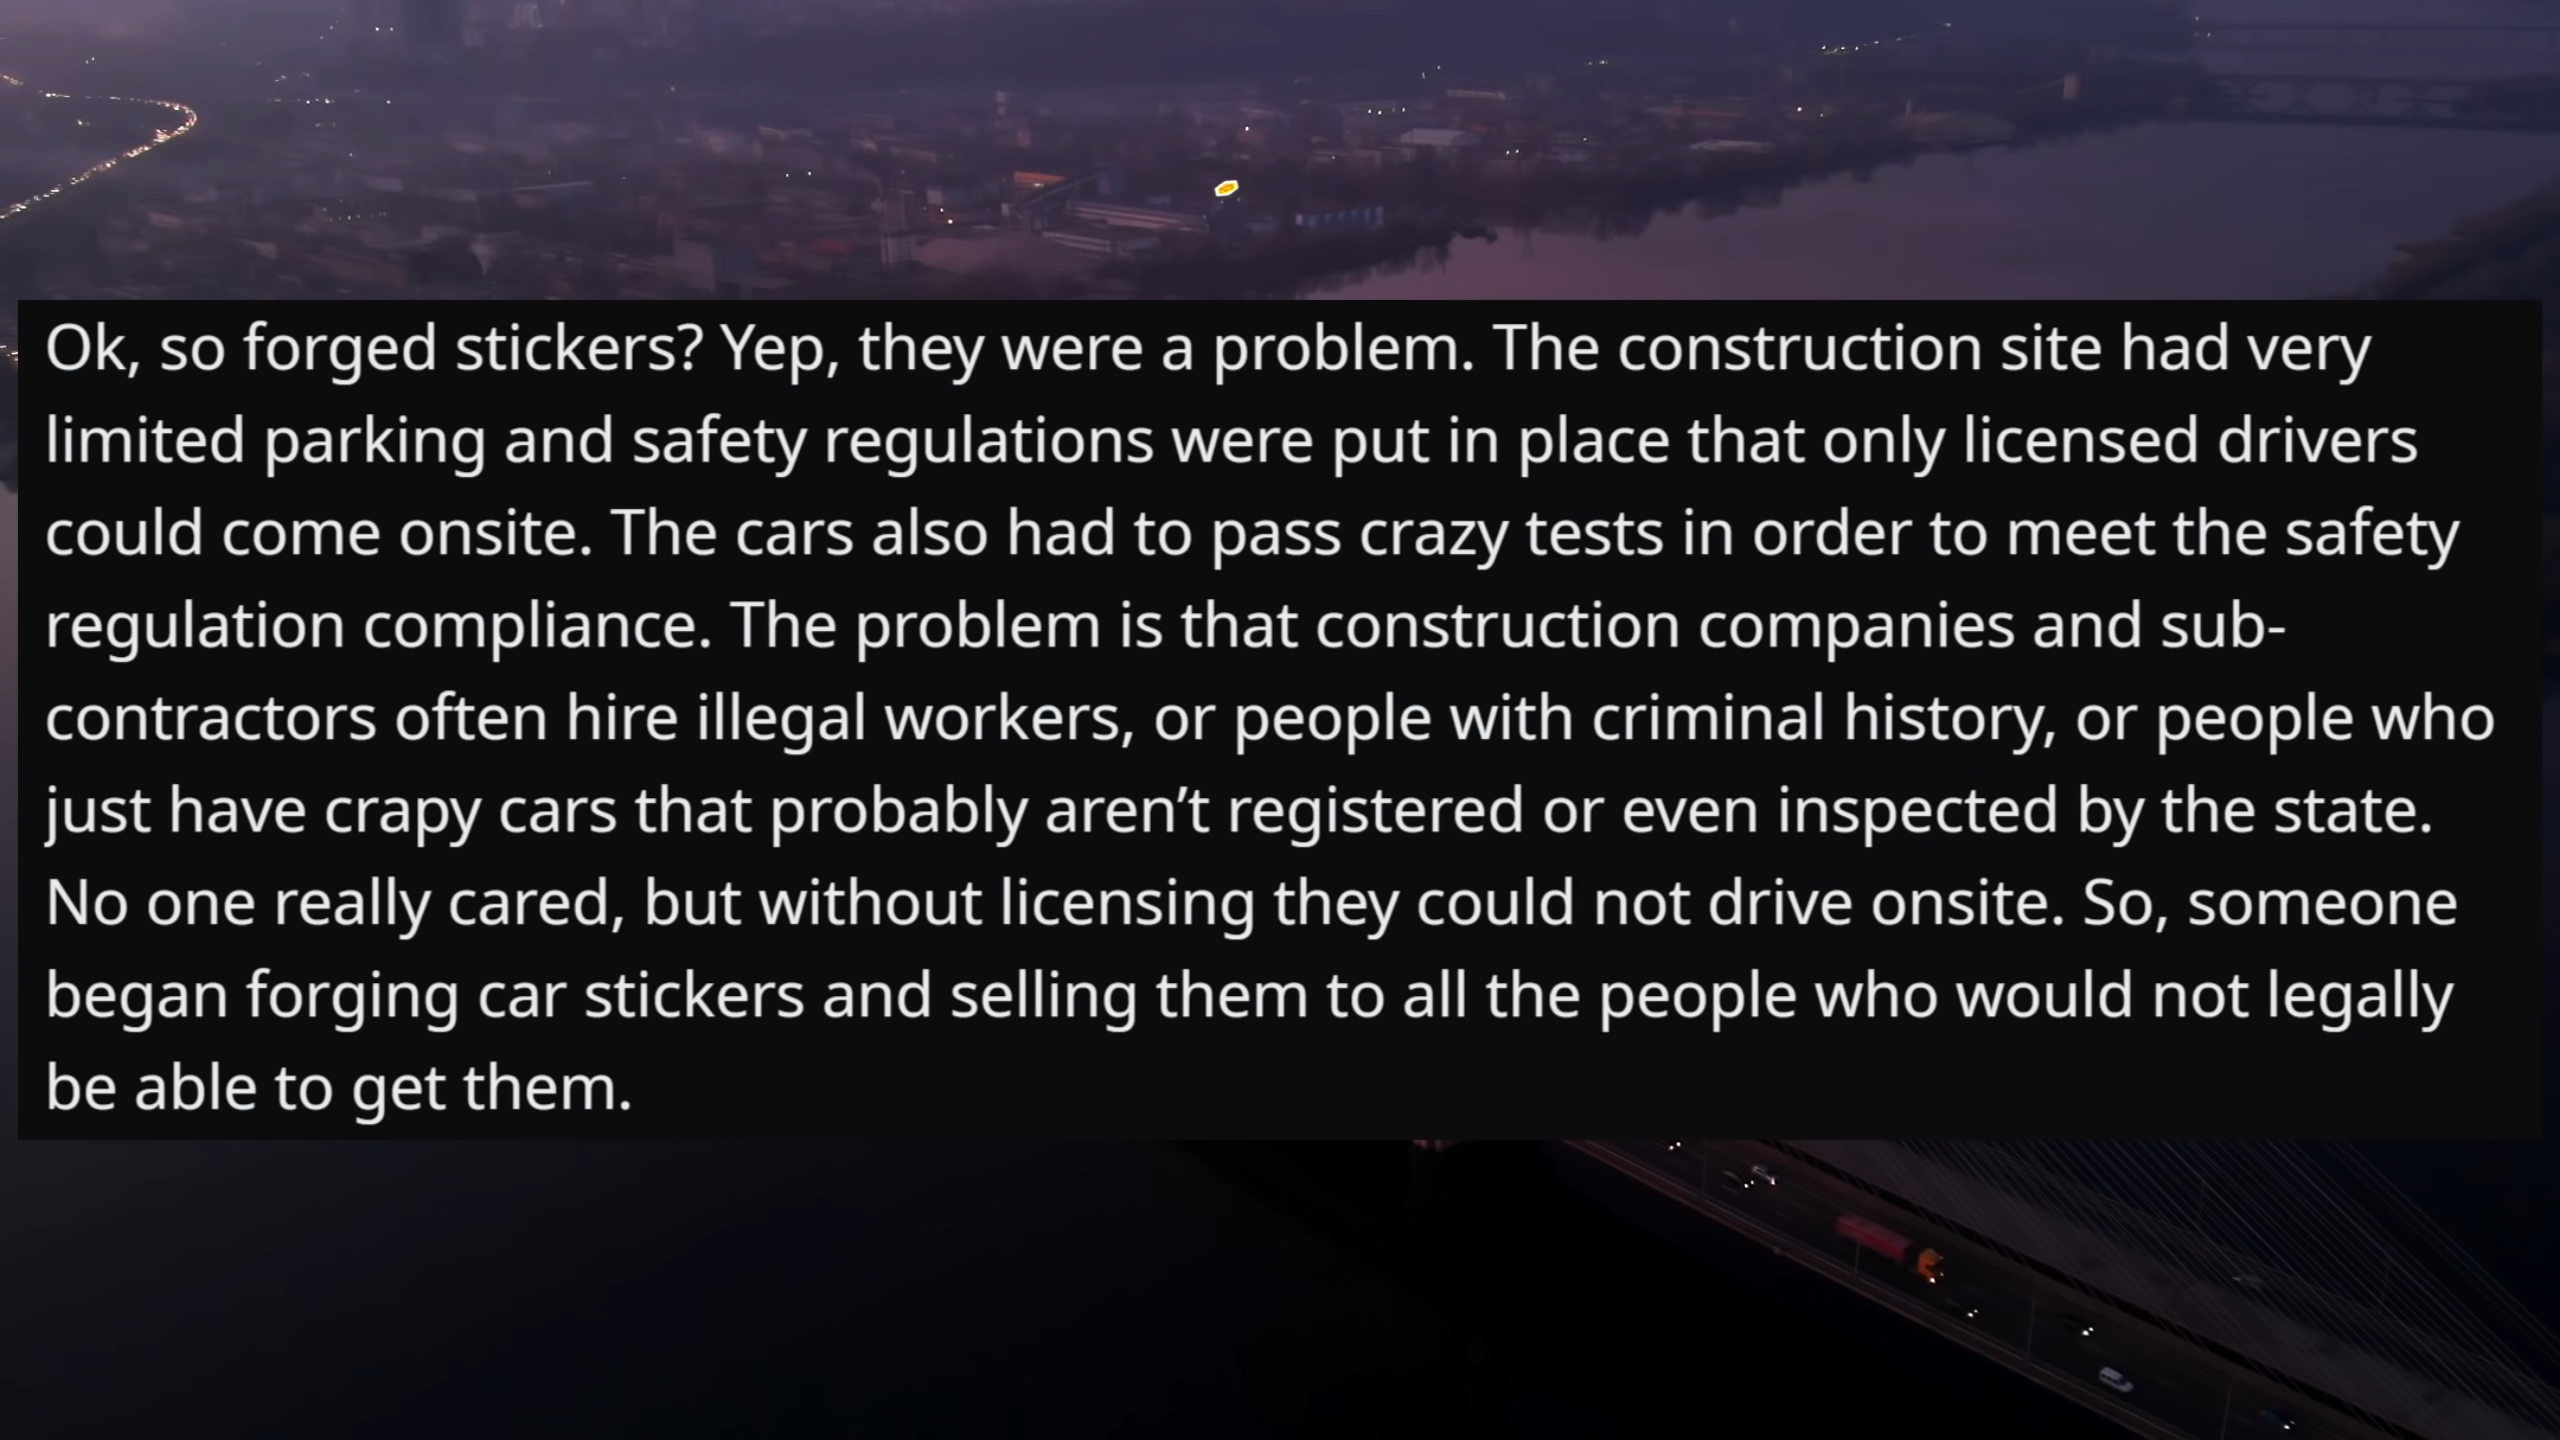 Ok, so forged stickers? Yep, they were a problem. The construction site had very
limited parking and safety regulations were put in place that only licensed drivers
could come onsite. The cars also had to pass crazy tests in order to meet the safety
regulation compliance. The problem is that construction companies and sub-
contractors often hire illegal workers, or people with criminal history, or people who
just have crapy cars that probably aren’t registered or even inspected by the state.
No one really cared, but without licensing they could not drive onsite. So, someone
began forging car stickers and selling them to all the people who would not legally
be able to get them.